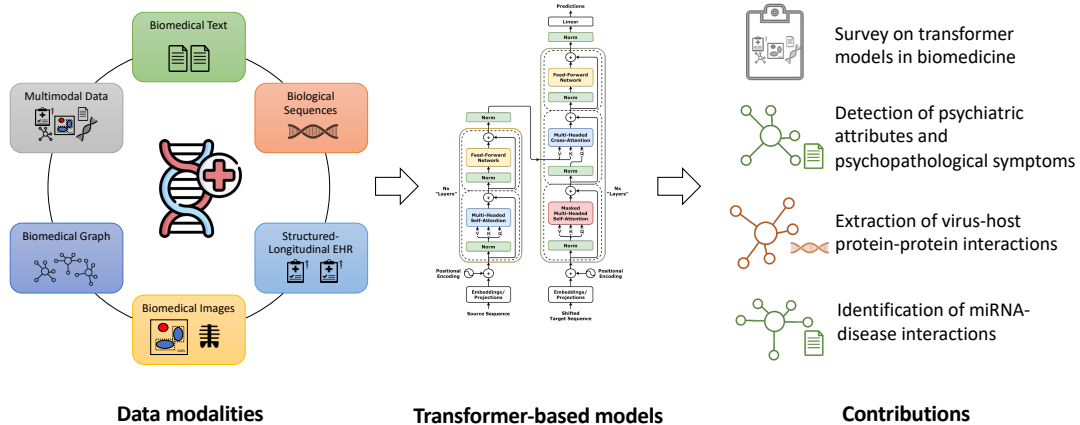 Biomedical Text
Multimodal Data
Biological
Sequences
Biomedical Graph
Structured-
Longitudinal EHR
Biomedical Images
Cells
Data modalities
Norm
Feed-Forward
Network
Norm
Nx
"Layers"
Multi-Headed
Self-Attention
V K Q
Norm
Positional
Encoding
Embeddings/
Projections
Source Sequence
Predictions
Linear
Norm
Feed-Forward
Network
Norm
Multi-Headed
Cross-Attention
V K Q
Norm
Nx
"Layers"
Masked
Multi-Headed
Self-Attention
V K Q
Norm
Positional
Encoding
Embeddings/
Projections
Shifted
Target Sequence
Transformer-based models
Survey on transformer
models in biomedicine
Detection of psychiatric
attributes and
psychopathological symptoms
Extraction of virus-host
protein-protein interactions
Identification of miRNA-
disease interactions
Contributions